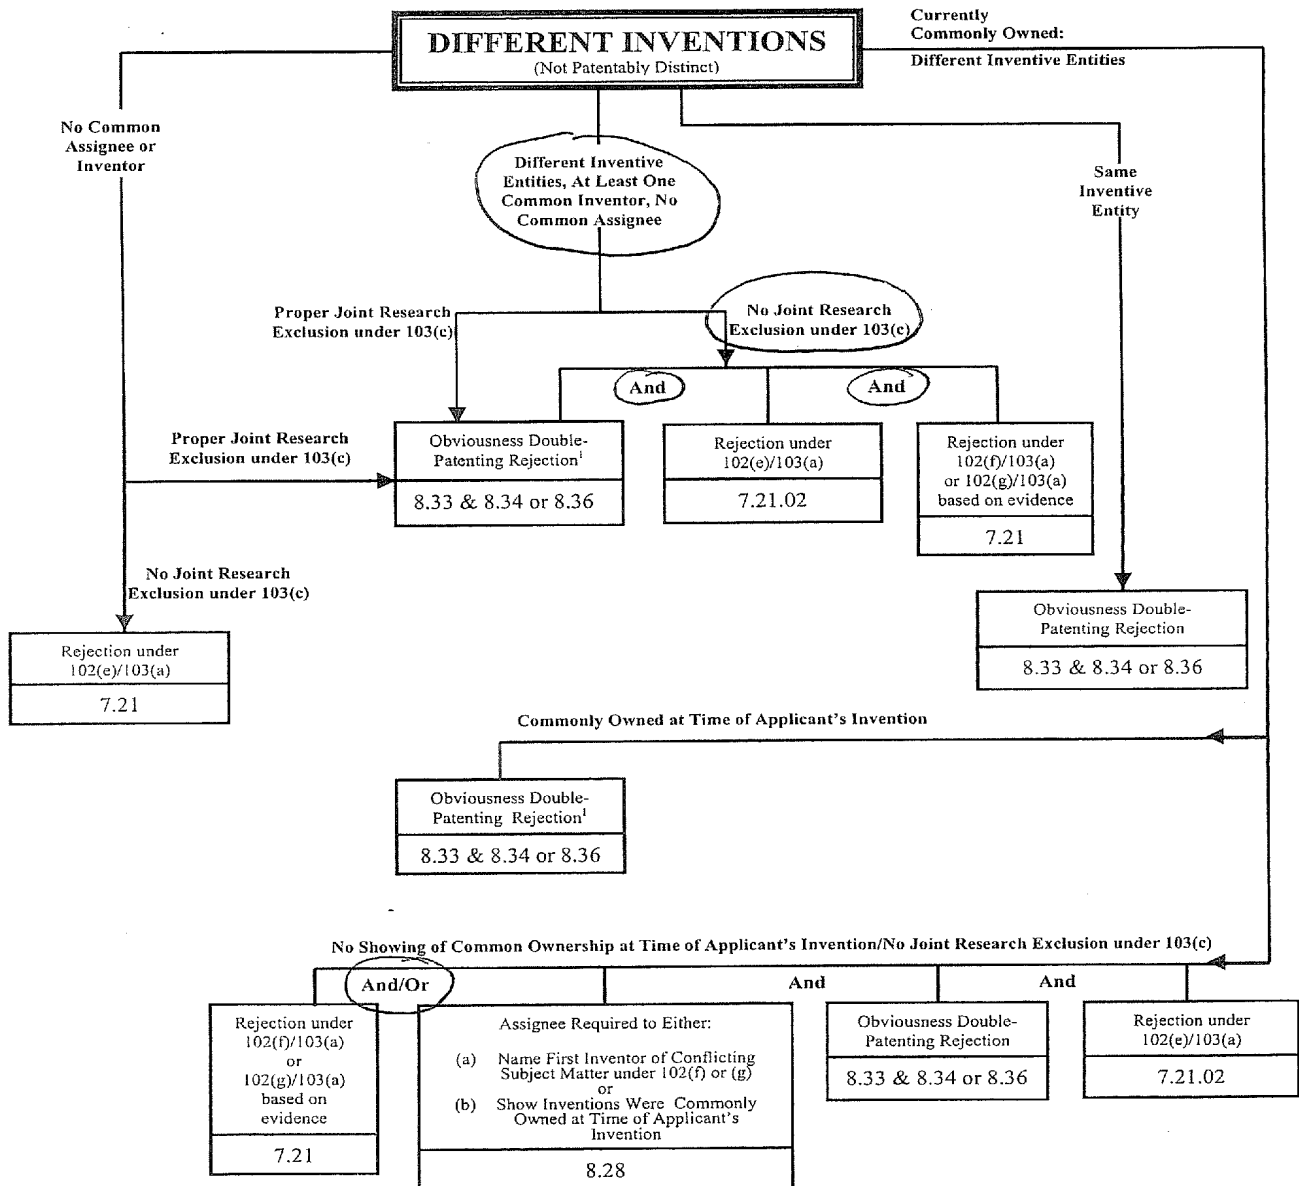 DIFFERENT INVENTIONS
(Not Patentably Distinct)
Currently
Commonly Owned:
Different Inventive Entities
No Common
Assignee or
Inventor
Different Inventive
Entities, At Least One
Common Inventor, No
Common Assignee
Same
Inventive
Entity
Proper Joint Research
Exclusion under 103(c)
No Joint Research
Exclusion under 103(c)
And
And
Proper Joint Research
Exclusion under 103(c)
Obviousness Double-
Patenting Rejection¹
8.33 & 8.34 or 8.36
Rejection under
102(e)/103(a)
7.21.02
Rejection under
102(f)/103(a)
or 102(g)/103(a)
based on evidence
7.21
No Joint Research
Exclusion under 103(c)
Rejection under
102(e)/103(a)
7.21
Obviousness Double-
Patenting Rejection
8.33 & 8.34 or 8.36
Commonly Owned at Time of Applicant's Invention
Obviousness Double-
Patenting Rejection¹
8.33 & 8.34 or 8.36
No Showing of Common Ownership at Time of Applicant's Invention/No Joint Research Exclusion under 103(c)
And/Or
And
And
Rejection under
102(f)/103(a)
or
102(g)/103(a)
based on
evidence
7.21
Assignee Required to Either:
(a) Name First Inventor of Conflicting
Subject Matter under 102(f) or (g)
or
(b) Show Inventions Were Commonly
Owned at Time of Applicant's
Invention
8.28
Obviousness Double-
Patenting Rejection
8.33 & 8.34 or 8.36
Rejection under
102(e)/103(a)
7.21.02